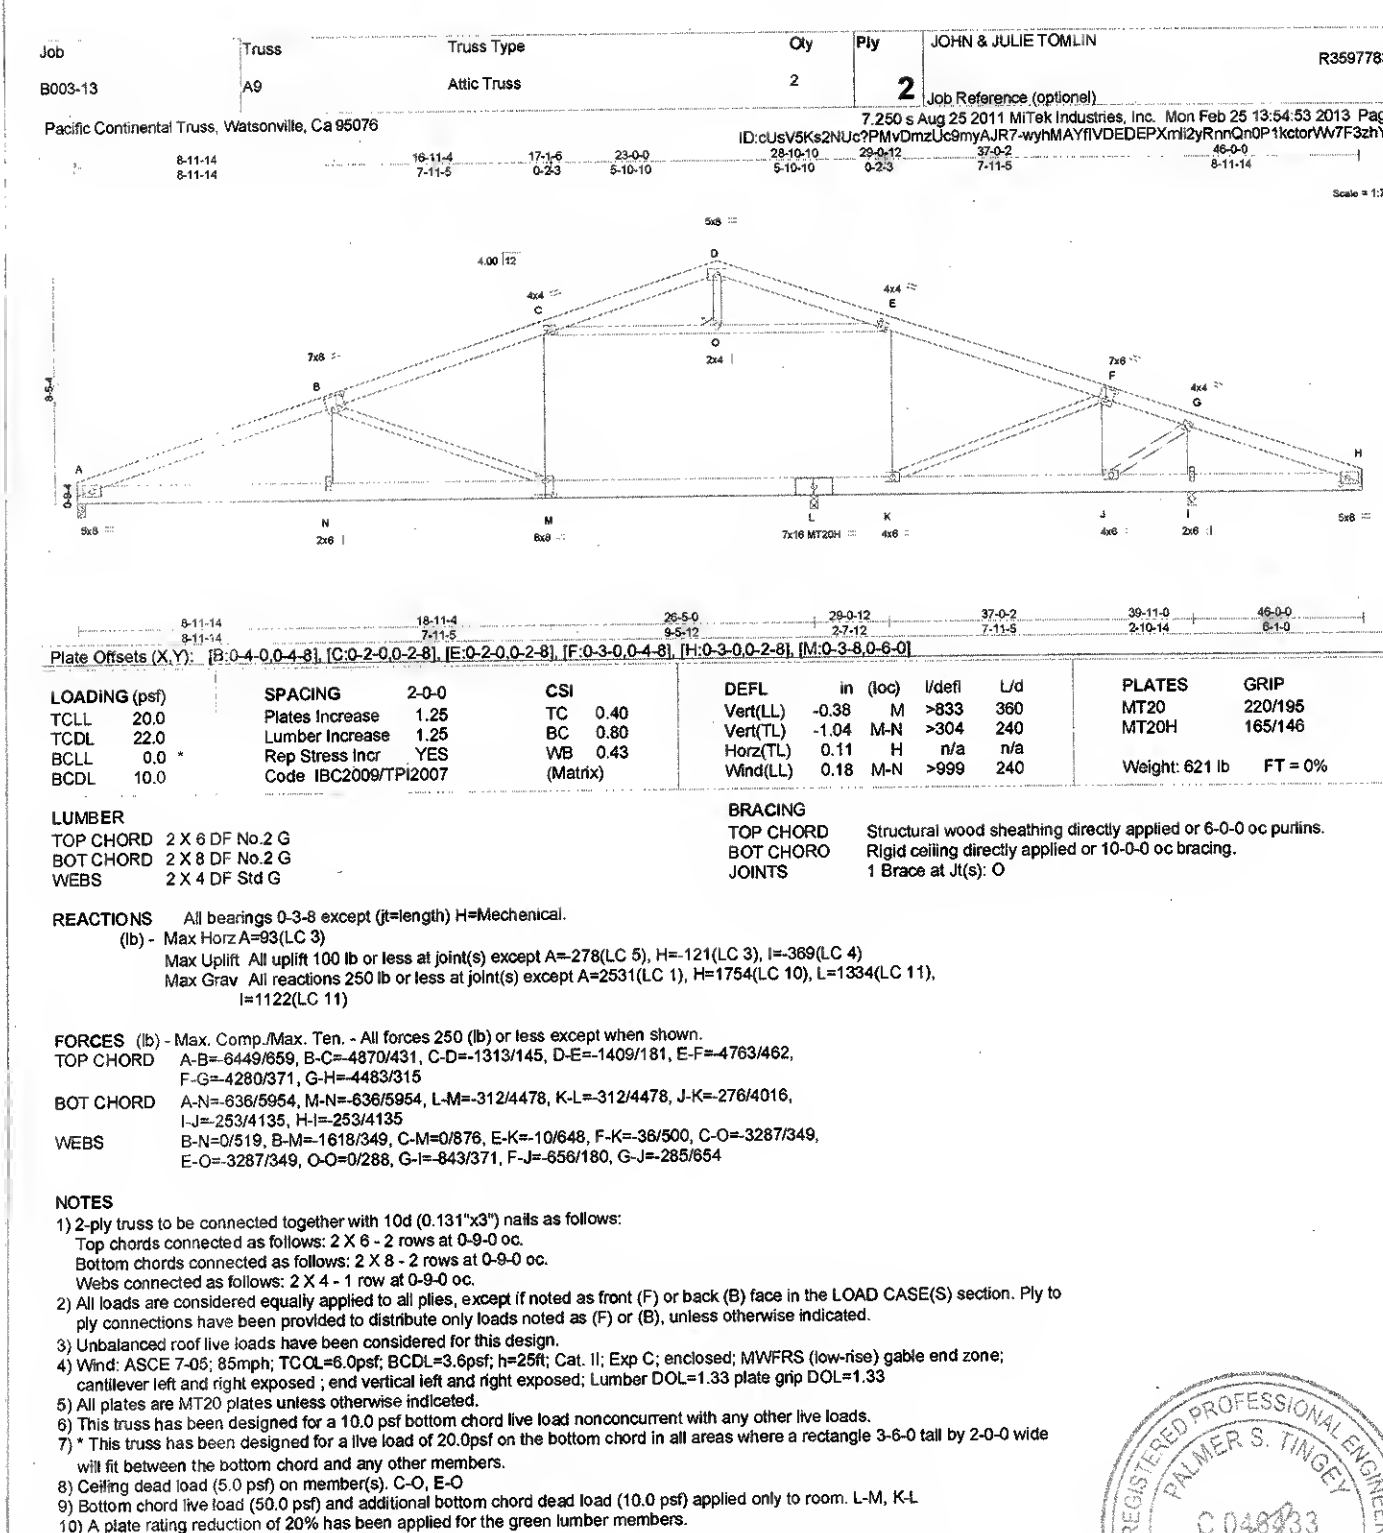 Job Truss Truss Type Qty Ply JOHN & JULIE TOMLIN
R359778
B003-13 A9 Attic Truss 2 2 Job Reference (optional)
Pacific Continental Truss, Watsonville, Ca 95076 7.250 s Aug 25 2011 MiTek Industries, Inc. Mon Feb 25 13:54:53 2013 Pag
8-11-14 16-11-4 17-1-6 23-0-0 28-10-10 29-0-12 37-0-2 46-0-0
8-11-14 7-11-5 0-2-3 5-10-10 5-10-10 0-2-3 7-11-5 8-11-14
Scale = 1:7
5x8 =
D
4.00 12
4x4 =
C
4x4 =
E
O
2x4 |
7x8 =
B
7x6 =
F
4x4 =
G
8-5-4
A
H
0-9-4
5x8 =
N
2x6 |
M
8x8 =
L
7x16 MT20H =
K
4x6 =
J
4x6 =
I
2x6 |
5x8 =
8-11-14 18-11-4 26-5-0 29-0-12 37-0-2 39-11-0 46-0-0
8-11-14 7-11-5 9-5-12 2-7-12 7-11-5 2-10-14 6-1-0
Plate Offsets (X,Y): [B:0-4-0,0-4-8], [C:0-2-0,0-2-8], [E:0-2-0,0-2-8], [F:0-3-0,0-4-8], [H:0-3-0,0-2-8], [M:0-3-8,0-6-0]
LOADING (psf) SPACING 2-0-0 CSI DEFL in (loc) l/defl L/d PLATES GRIP
TCLL 20.0 Plates Increase 1.25 TC 0.40 Vert(LL) -0.38 M >833 360 MT20 220/195
TCDL 22.0 Lumber Increase 1.25 BC 0.80 Vert(TL) -1.04 M-N >304 240 MT20H 165/146
BCLL 0.0 * Rep Stress Incr YES WB 0.43 Horz(TL) 0.11 H n/a n/a
BCDL 10.0 Code IBC2009/TPI2007 (Matrix) Wind(LL) 0.18 M-N >999 240 Weight: 621 lb FT = 0%
LUMBER
TOP CHORD 2 X 6 DF No.2 G
BOT CHORD 2 X 8 DF No.2 G
WEBS 2 X 4 DF Std G
BRACING
TOP CHORD Structural wood sheathing directly applied or 6-0-0 oc purlins.
BOT CHORO Rigid ceiling directly applied or 10-0-0 oc bracing.
JOINTS 1 Brace at Jt(s): O
REACTIONS All bearings 0-3-8 except (jt=length) H=Mechenical.
(lb) - Max Horz A=93(LC 3)
Max Uplift All uplift 100 lb or less at joint(s) except A=-278(LC 5), H=-121(LC 3), I=-369(LC 4)
Max Grav All reactions 250 lb or less at joint(s) except A=2531(LC 1), H=1754(LC 10), L=1334(LC 11),
I=1122(LC 11)
FORCES (lb) - Max. Comp./Max. Ten. - All forces 250 (lb) or less except when shown.
TOP CHORD A-B=-6449/659, B-C=-4870/431, C-D=-1313/145, D-E=-1409/181, E-F=-4763/462,
F-G=-4280/371, G-H=-4483/315
BOT CHORD A-N=-636/5954, M-N=-636/5954, L-M=-312/4478, K-L=-312/4478, J-K=-276/4016,
I-J=-253/4135, H-I=-253/4135
WEBS B-N=0/519, B-M=-1618/349, C-M=0/876, E-K=-10/648, F-K=-36/500, C-O=-3287/349,
E-O=-3287/349, O-O=0/288, G-I=-843/371, F-J=-656/180, G-J=-285/654
NOTES
1) 2-ply truss to be connected together with 10d (0.131"x3") nails as follows:
Top chords connected as follows: 2 X 6 - 2 rows at 0-9-0 oc.
Bottom chords connected as follows: 2 X 8 - 2 rows at 0-9-0 oc.
Webs connected as follows: 2 X 4 - 1 row at 0-9-0 oc.
2) All loads are considered equally applied to all plies, except if noted as front (F) or back (B) face in the LOAD CASE(S) section. Ply to
ply connections have been provided to distribute only loads noted as (F) or (B), unless otherwise indicated.
3) Unbalanced roof live loads have been considered for this design.
4) Wind: ASCE 7-05; 85mph; TCOL=6.0psf; BCDL=3.6psf; h=25ft; Cat. II; Exp C; enclosed; MWFRS (low-rise) gable end zone;
cantilever left and right exposed ; end vertical left and right exposed; Lumber DOL=1.33 plate grip DOL=1.33
5) All plates are MT20 plates unless otherwise indiceted.
6) This truss has been designed for a 10.0 psf bottom chord live load nonconcurrent with any other live loads.
7) * This truss has been designed for a live load of 20.0psf on the bottom chord in all areas where a rectangle 3-6-0 tall by 2-0-0 wide
will fit between the bottom chord and any other members.
8) Ceiling dead load (5.0 psf) on member(s). C-O, E-O
9) Bottom chord live load (50.0 psf) and additional bottom chord dead load (10.0 psf) applied only to room. L-M, K-L
10) A plate rating reduction of 20% has been applied for the green lumber members.
REGISTERED PROFESSIONAL ENGINEER
PALMER S. TINGEY